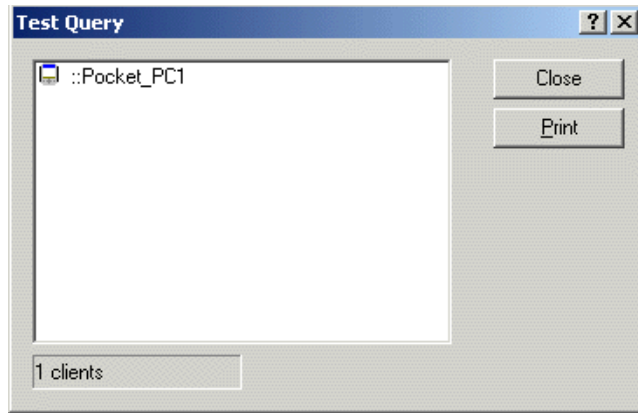 Test Query
::Pocket_PC1
Close
Print
1 clients